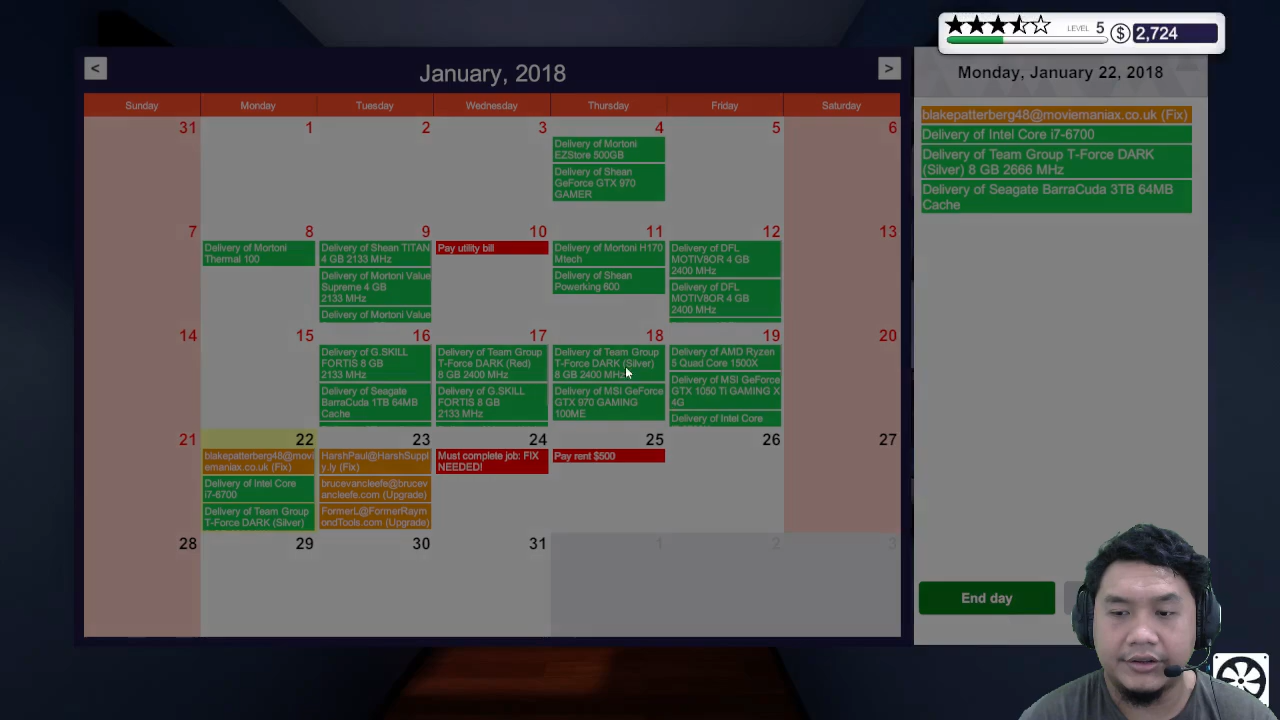 LEVEL 5 $ 2,724
< January, 2018 >
Monday, January 22, 2018
Sunday Monday Tuesday Wednesday Thursday Friday Saturday
31 1 2 3 4 5 6
Delivery of Mortoni
EZStore 500GB
Delivery of Shean
GeForce GTX 970
GAMER
7 8 9 10 11 12 13
Delivery of Mortoni
Thermal 100
Delivery of Shean TITAN
4 GB 2133 MHz
Delivery of Mortoni Value
Supreme 4 GB
2133 MHz
Delivery of Mortoni Value
Pay utility bill
Delivery of Mortoni H170
Mtech
Delivery of Shean
Powerking 600
Delivery of DFL
MOTIV8OR 4 GB
2400 MHz
Delivery of DFL
MOTIV8OR 4 GB
2400 MHz
14 15 16 17 18 19 20
Delivery of G.SKILL
FORTIS 8 GB
2133 MHz
Delivery of Seagate
BarraCuda 1TB 64MB
Cache
Delivery of Team Group
T-Force DARK (Red)
8 GB 2400 MHz
Delivery of G.SKILL
FORTIS 8 GB
2133 MHz
Delivery of Team Group
T-Force DARK (Silver)
8 GB 2400 MHz
Delivery of MSI GeForce
GTX 970 GAMING
100ME
Delivery of AMD Ryzen
5 Quad Core 1500X
Delivery of MSI GeForce
GTX 1050 Ti GAMING X
4G
Delivery of Intel Core
21 22 23 24 25 26 27
blakepatterberg48@movi
emaniax.co.uk (Fix)
Delivery of Intel Core
i7-6700
Delivery of Team Group
T-Force DARK (Silver)
HarshPaul@HarshSuppl
y.ly (Fix)
brucevancleefe@brucev
ancleefe.com (Upgrade)
FormerL@FormerRaym
ondTools.com (Upgrade)
Must complete job: FIX
NEEDED!
Pay rent $500
28 29 30 31 1 2 3
blakepatterberg48@moviemaniax.co.uk (Fix)
Delivery of Intel Core i7-6700
Delivery of Team Group T-Force DARK
(Silver) 8 GB 2666 MHz
Delivery of Seagate BarraCuda 3TB 64MB
Cache
End day